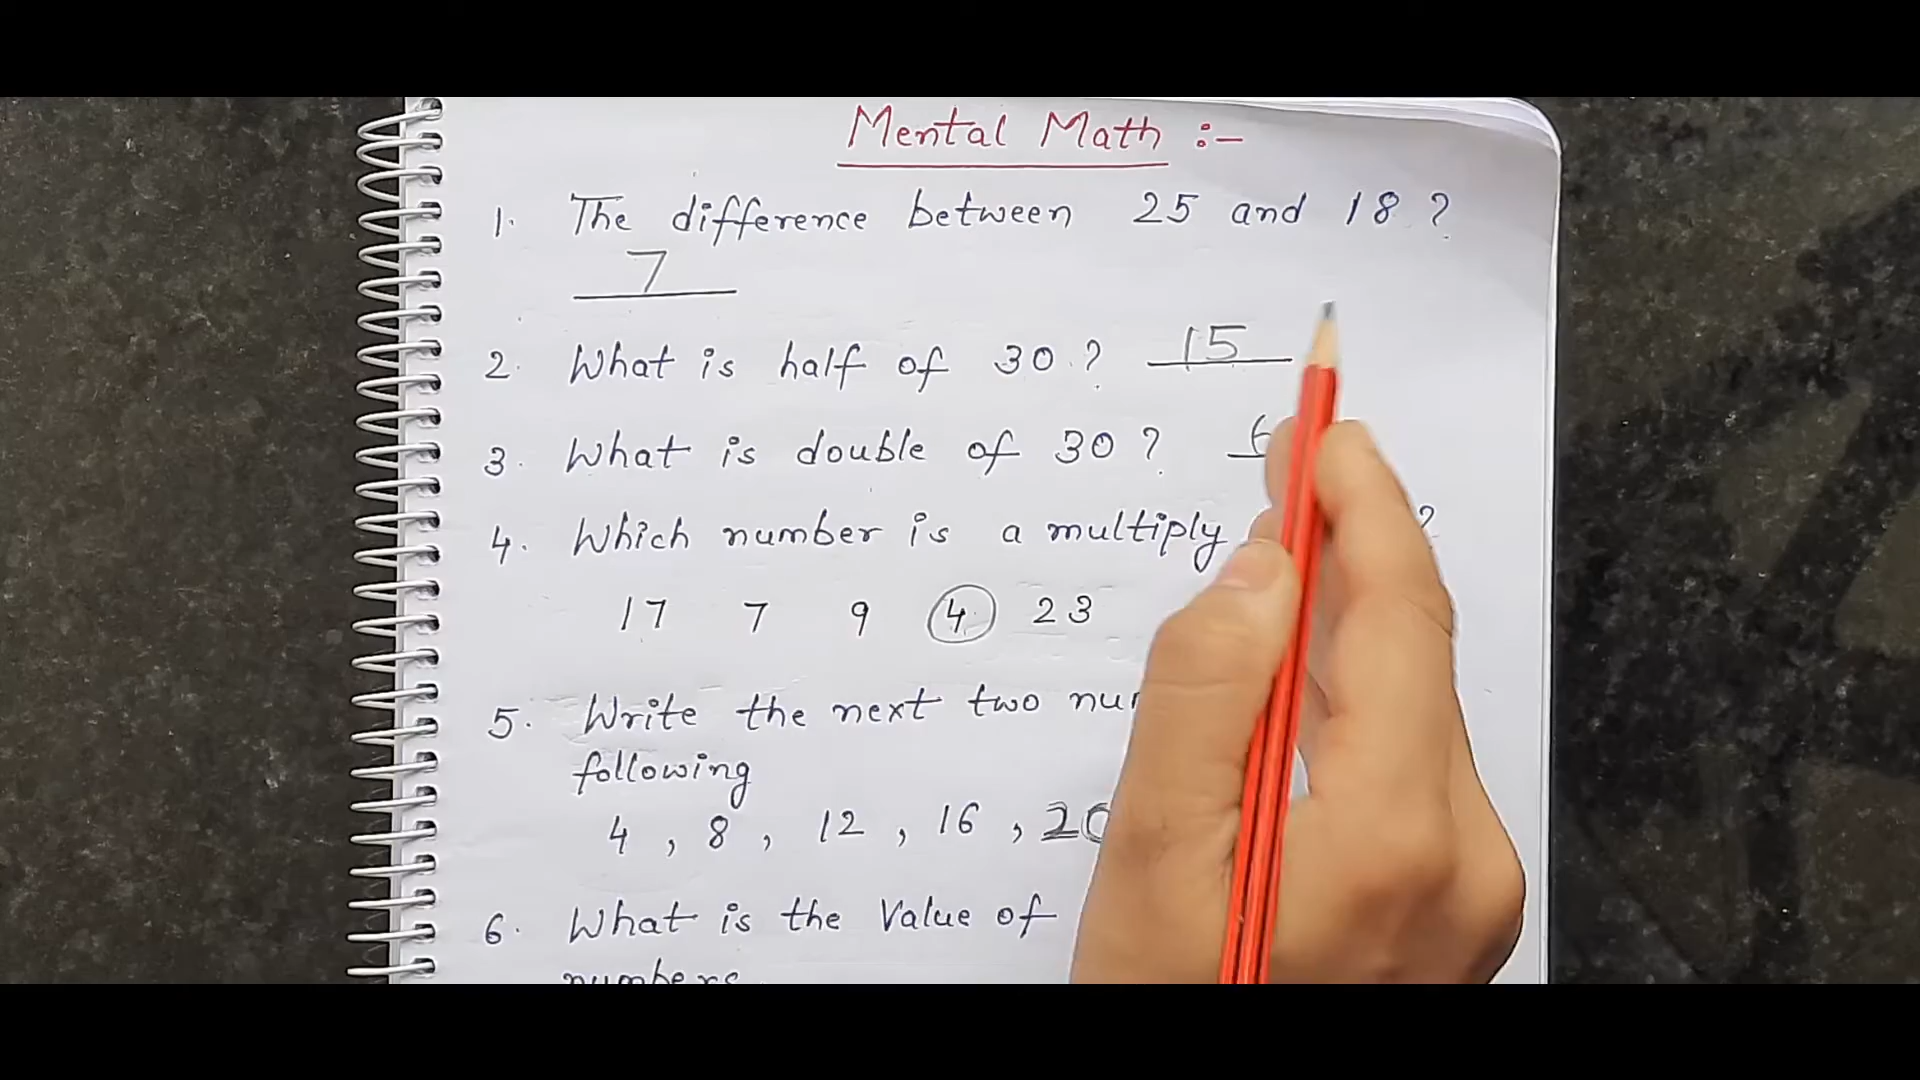 Mental Math :-
1. The difference between 25 and 18 ?
7
2. What is half of 30 ? 15
3. What is double of 30 ? 6
4. Which number is a multiply ?
17 7 9 4 23
5. Write the next two
following
4 , 8 , 12 , 16 , 20
6. What is the Value of
numbers